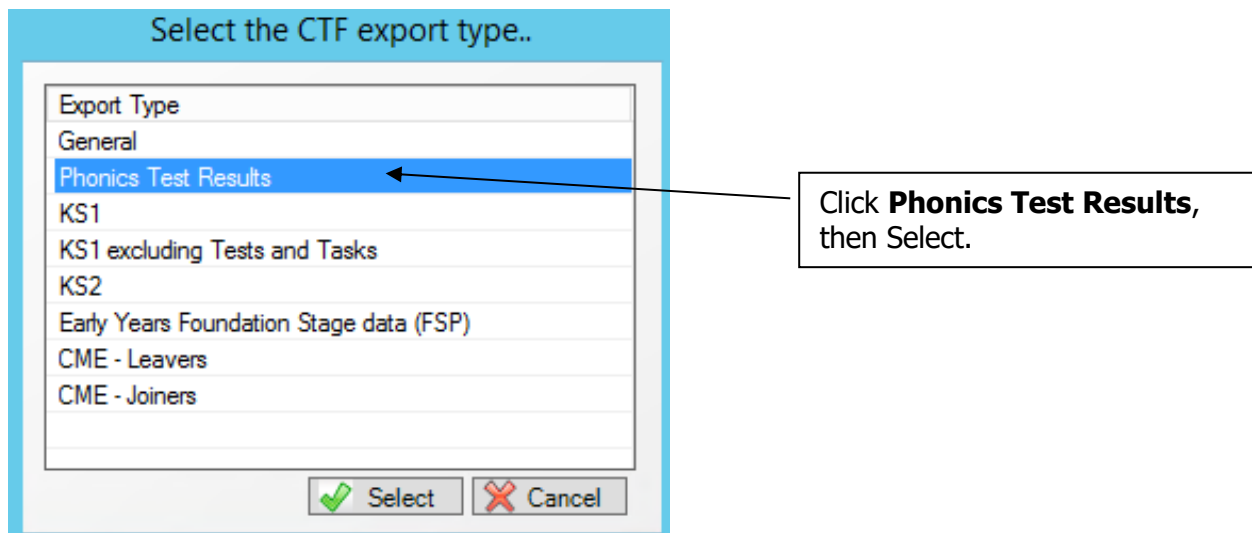 Select the CTF export type..
Export Type
General
Phonics Test Results
KS1
KS1 excluding Tests and Tasks
KS2
Early Years Foundation Stage data (FSP)
CME - Leavers
CME - Joiners
Select
Cancel
Click Phonics Test Results,
then Select.